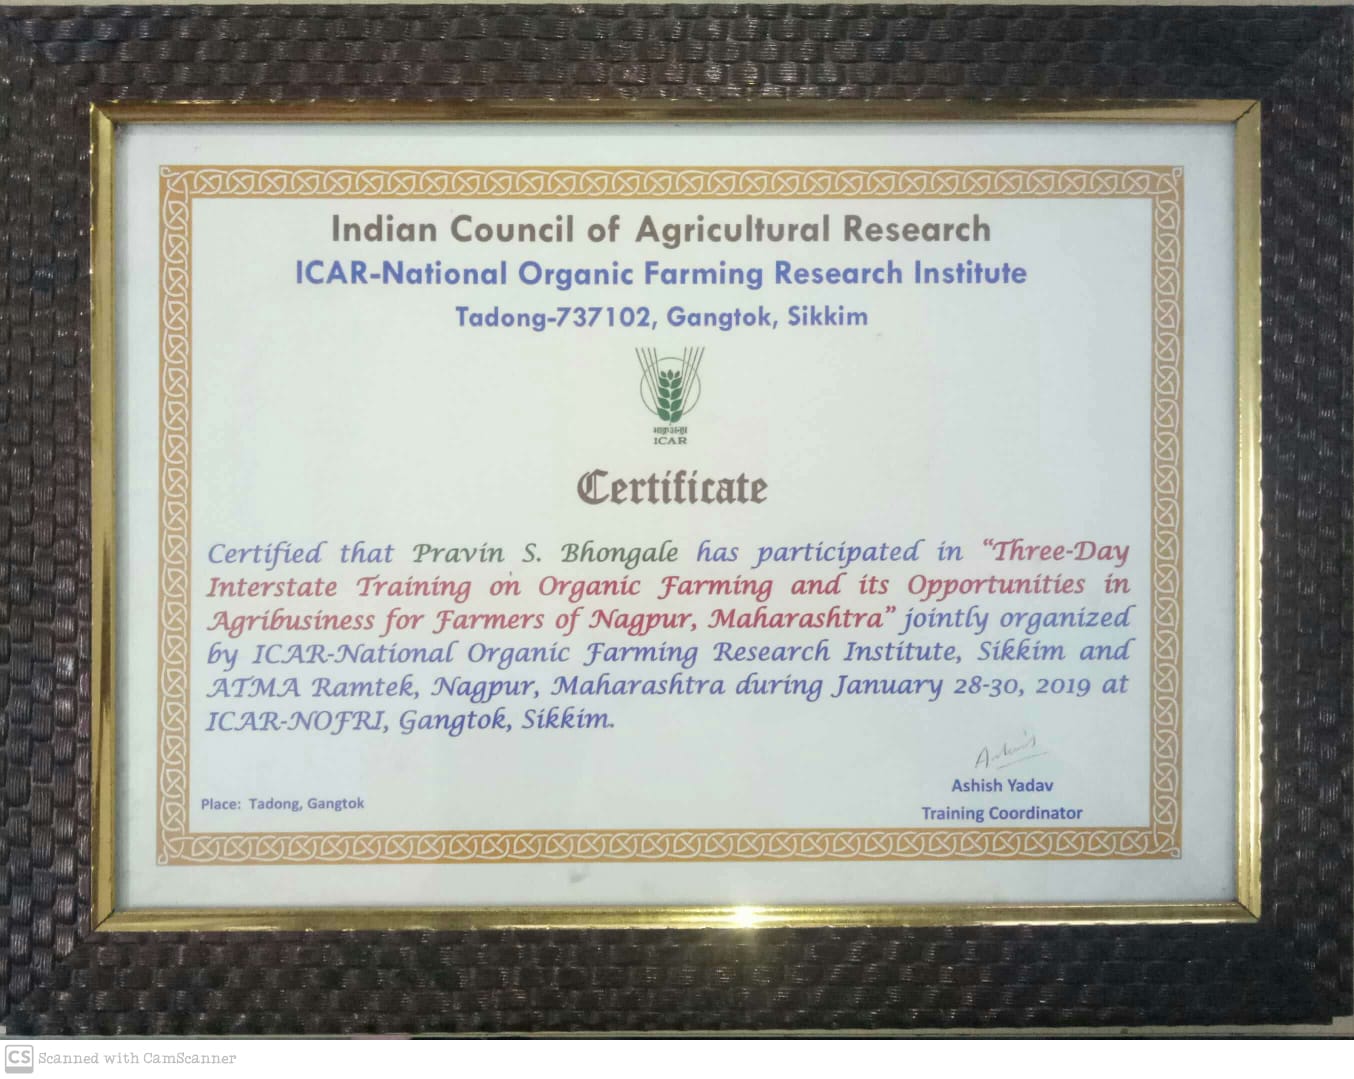 Indian Council of Agricultural Research
ICAR-National Organic Farming Research Institute
Tadong-737102, Gangtok, Sikkim
भाकृअनुप
ICAR
Certificate
Certified that Pravin S. Bhongale has participated in “Three-Day
Interstate Training on Organic Farming and its Opportunities in
Agribusiness for Farmers of Nagpur, Maharashtra” jointly organized
by ICAR-National Organic Farming Research Institute, Sikkim and
ATMA Ramtek, Nagpur, Maharashtra during January 28-30, 2019 at
ICAR-NOFRI, Gangtok, Sikkim.
Ashish Yadav
Place: Tadong, Gangtok
Training Coordinator
CS Scanned with CamScanner